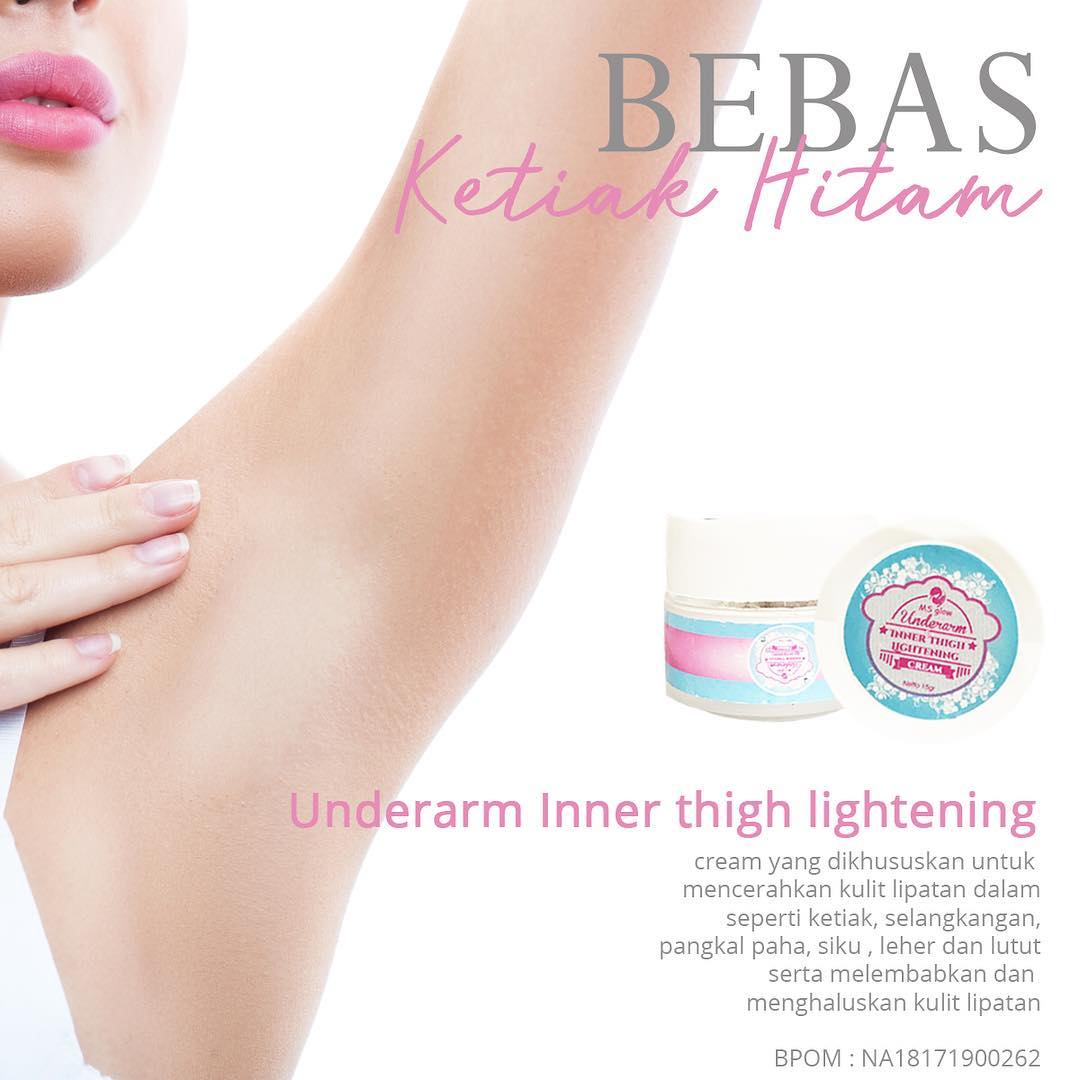 BEBAS
Ketiak Hitam
MS glow
Underarm
INNER THIGH
LIGHTENING
CREAM
Netto 15gr
Underarm Inner thigh lightening
cream yang dikhususkan untuk
mencerahkan kulit lipatan dalam
seperti ketiak, selangkangan,
pangkal paha, siku , leher dan lutut
serta melembabkan dan
menghaluskan kulit lipatan
BPOM : NA18171900262